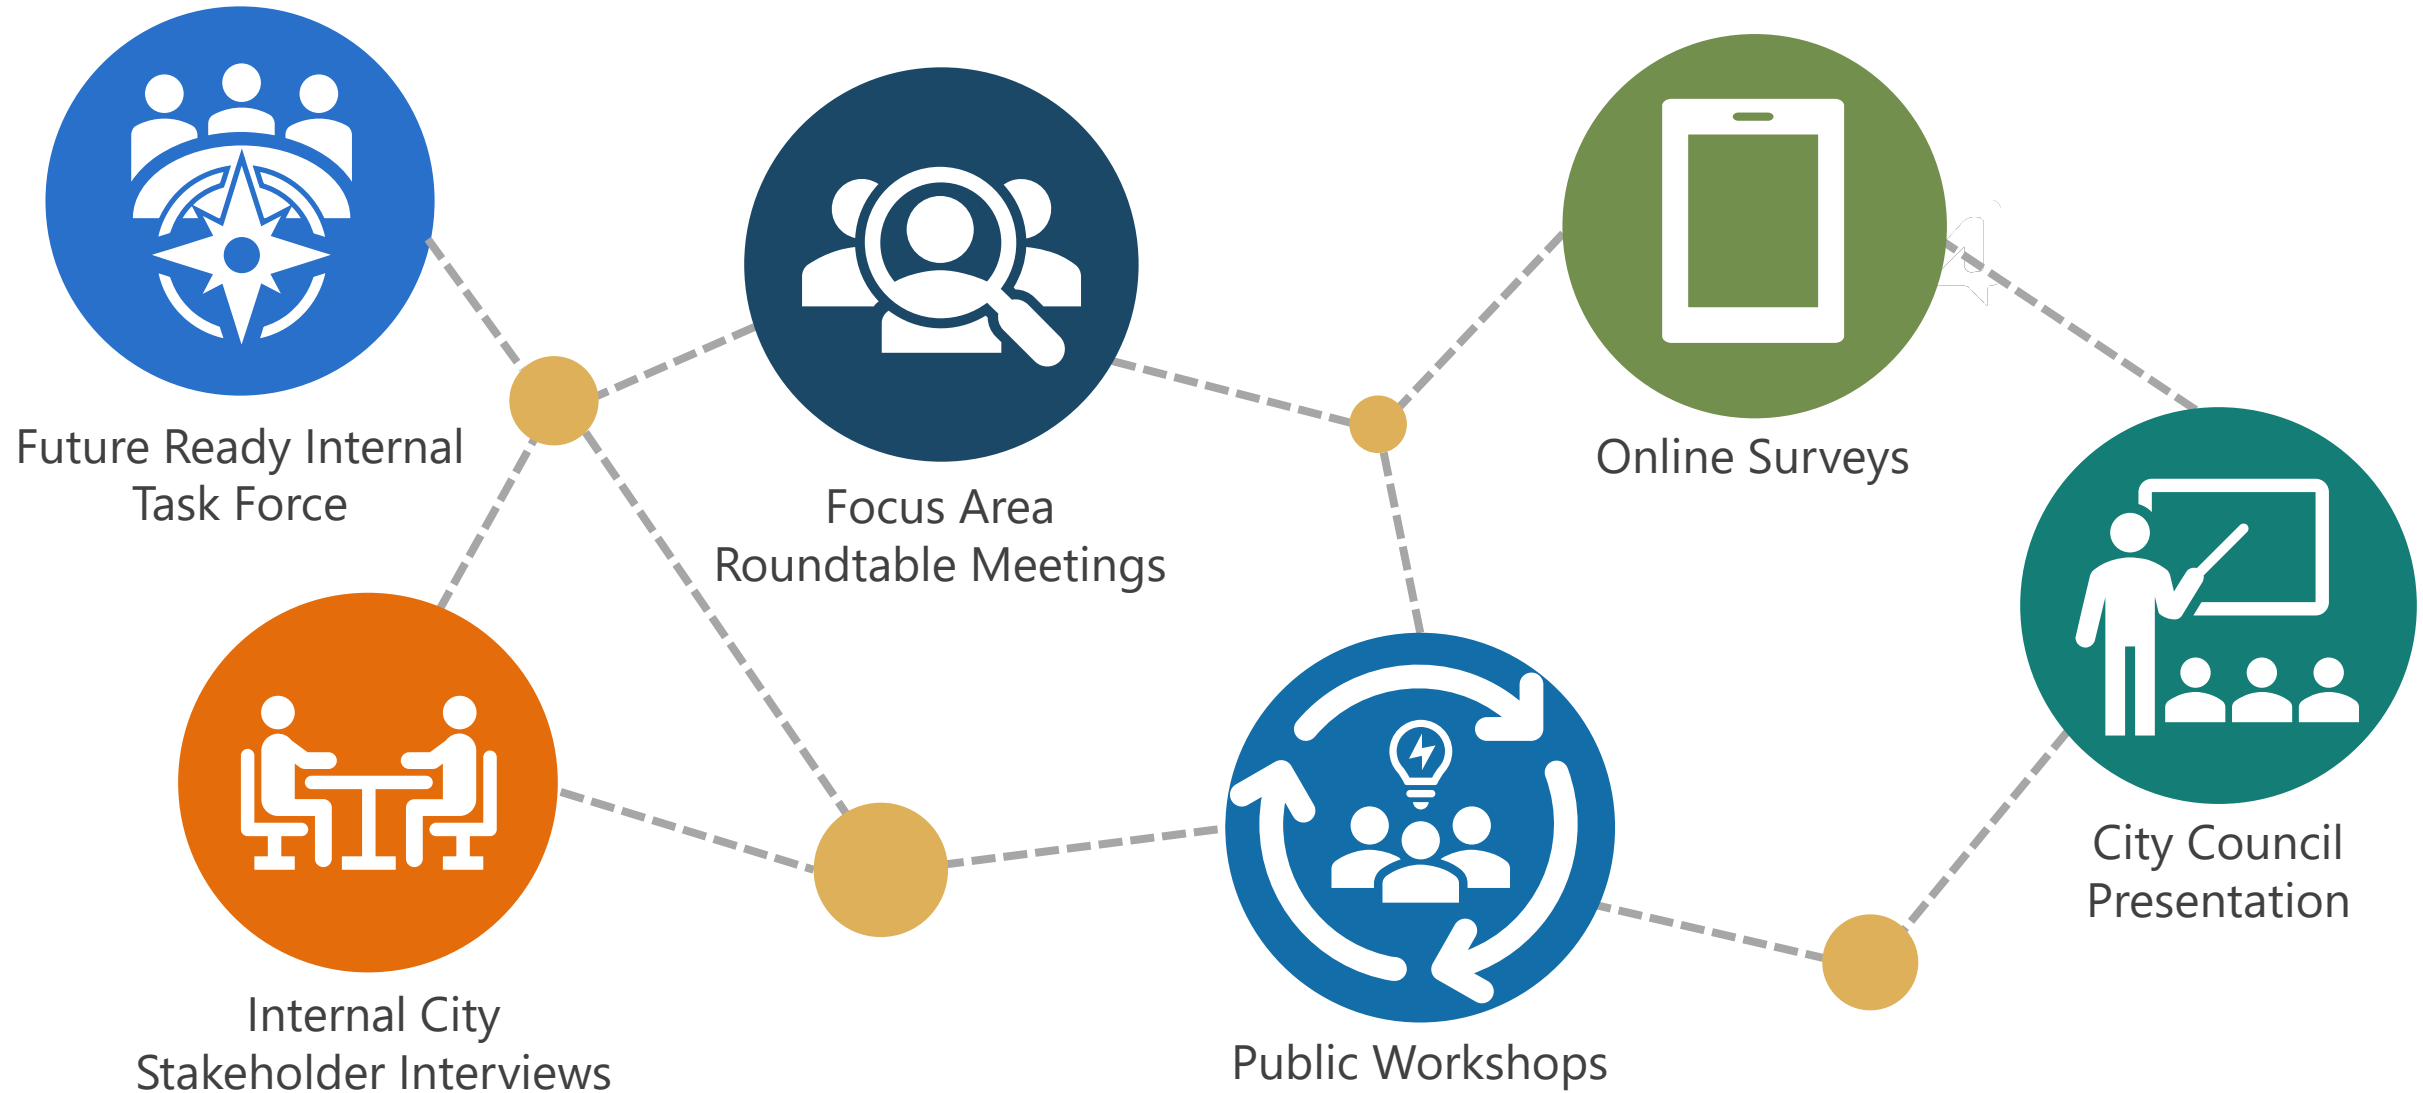 Future Ready Internal
Task Force
Focus Area
Roundtable Meetings
Online Surveys
Internal City
Stakeholder Interviews
Public Workshops
City Council
Presentation